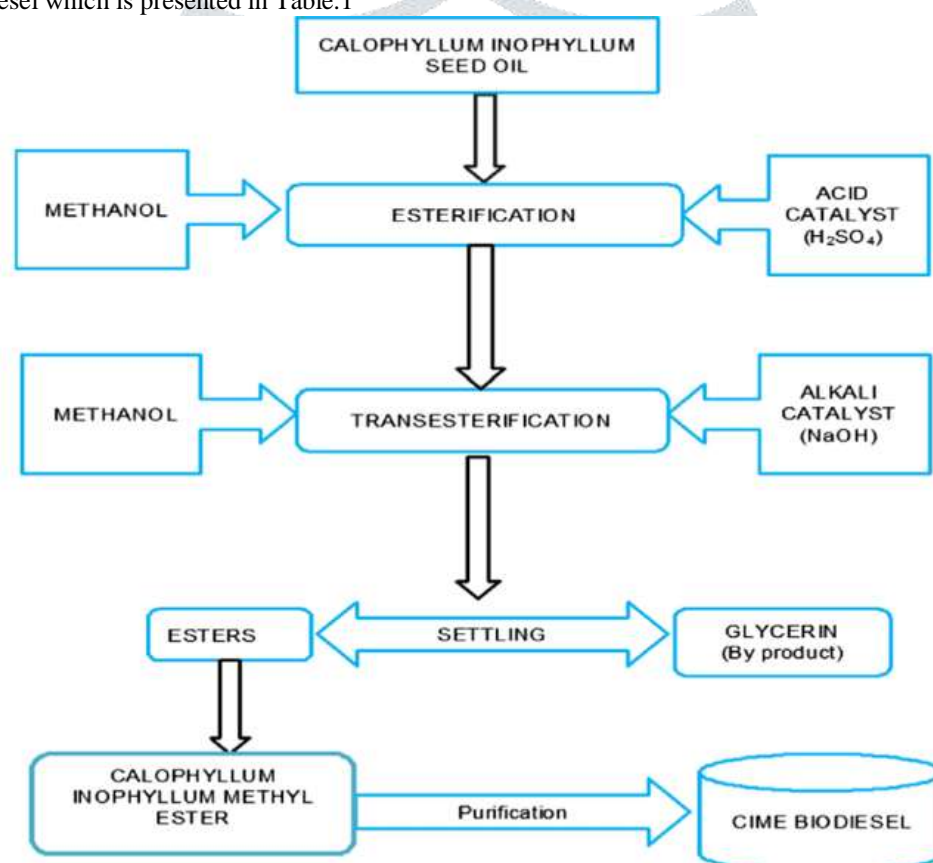 esel which is presented in Table.1
CALOPHYLLUM INOPHYLLUM
SEED OIL
METHANOL
ESTERIFICATION
ACID
CATALYST
(H₂SO₄)
METHANOL
TRANSESTERIFICATION
ALKALI
CATALYST
(NaOH)
ESTERS
SETTLING
GLYCERIN
(By product)
CALOPHYLLUM
INOPHYLLUM METHYL
ESTER
Purification
CIME BIODIESEL